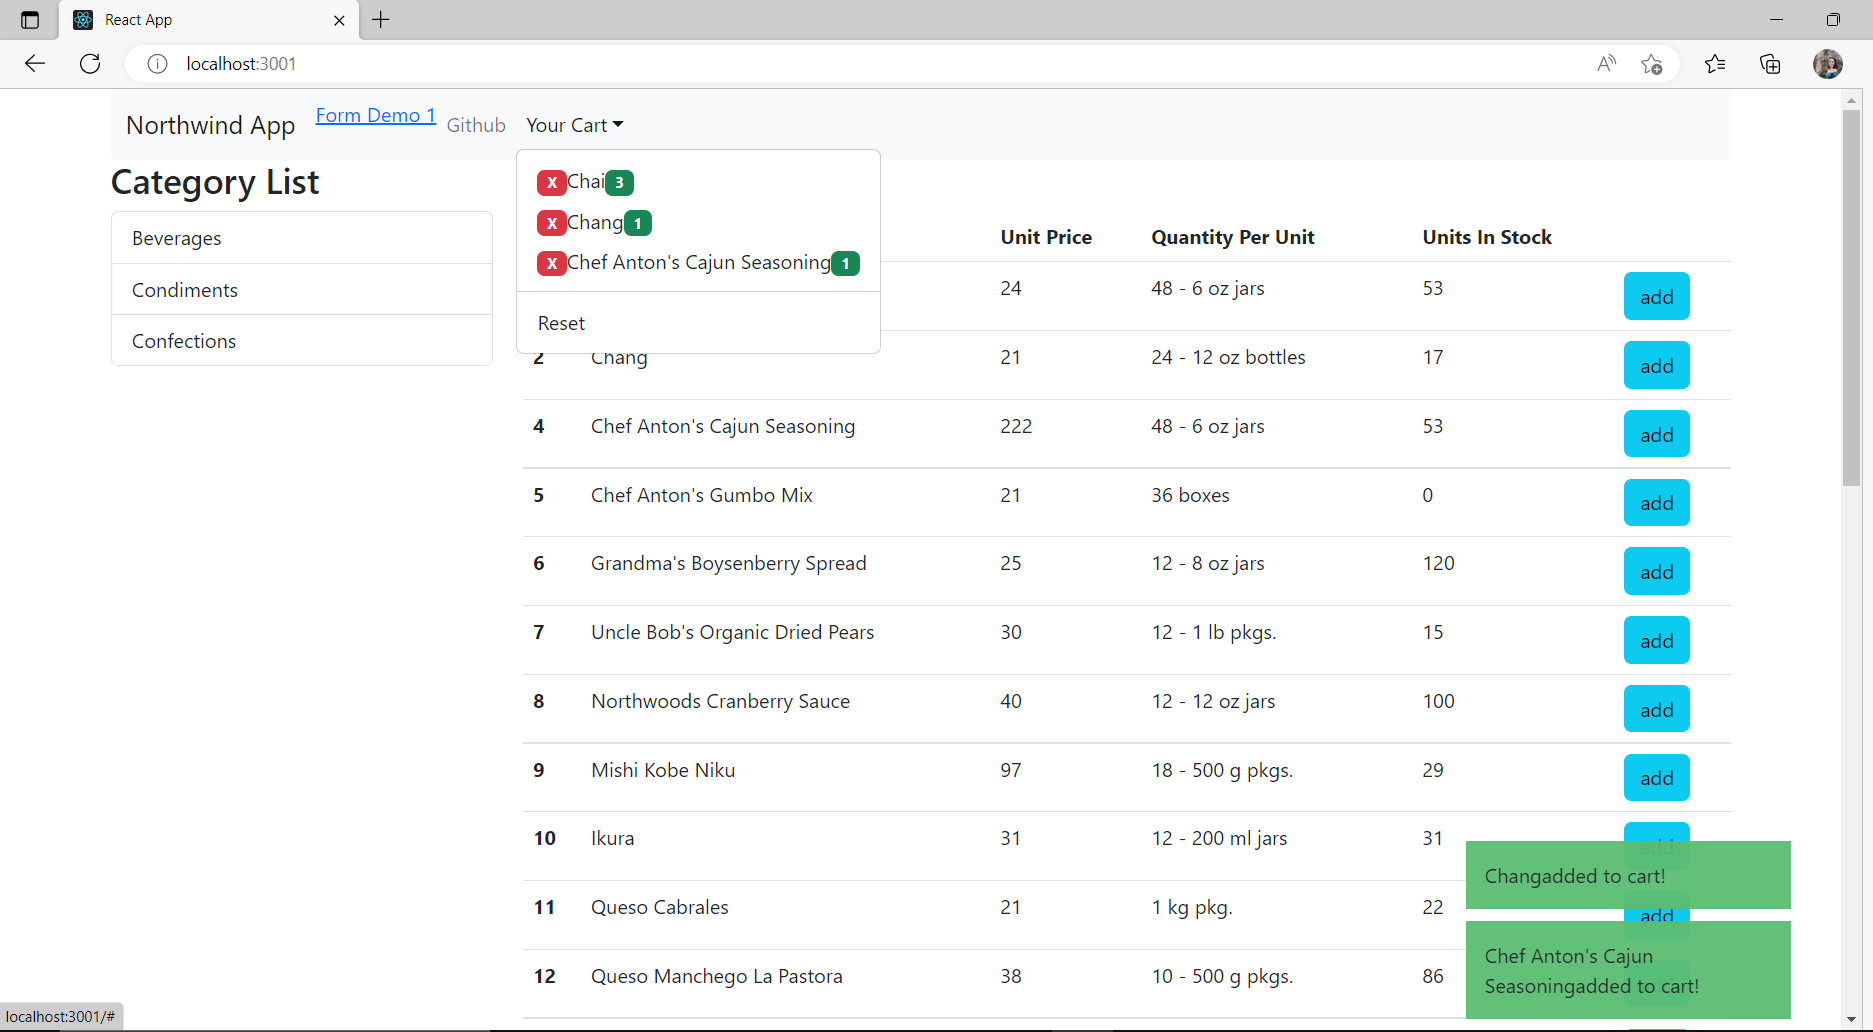 React App
localhost:3001
Northwind App Form Demo 1 Github Your Cart
Category List
Beverages
Condiments
Confections
X Chai 3
X Chang 1
X Chef Anton's Cajun Seasoning 1
Reset
Unit Price Quantity Per Unit Units In Stock
24 48 - 6 oz jars 53 add
2 Chang 21 24 - 12 oz bottles 17 add
4 Chef Anton's Cajun Seasoning 222 48 - 6 oz jars 53 add
5 Chef Anton's Gumbo Mix 21 36 boxes 0 add
6 Grandma's Boysenberry Spread 25 12 - 8 oz jars 120 add
7 Uncle Bob's Organic Dried Pears 30 12 - 1 lb pkgs. 15 add
8 Northwoods Cranberry Sauce 40 12 - 12 oz jars 100 add
9 Mishi Kobe Niku 97 18 - 500 g pkgs. 29 add
10 Ikura 31 12 - 200 ml jars 31 add
11 Queso Cabrales 21 1 kg pkg. 22 add
12 Queso Manchego La Pastora 38 10 - 500 g pkgs. 86
Changadded to cart!
Chef Anton's Cajun
Seasoningadded to cart!
localhost:3001/#